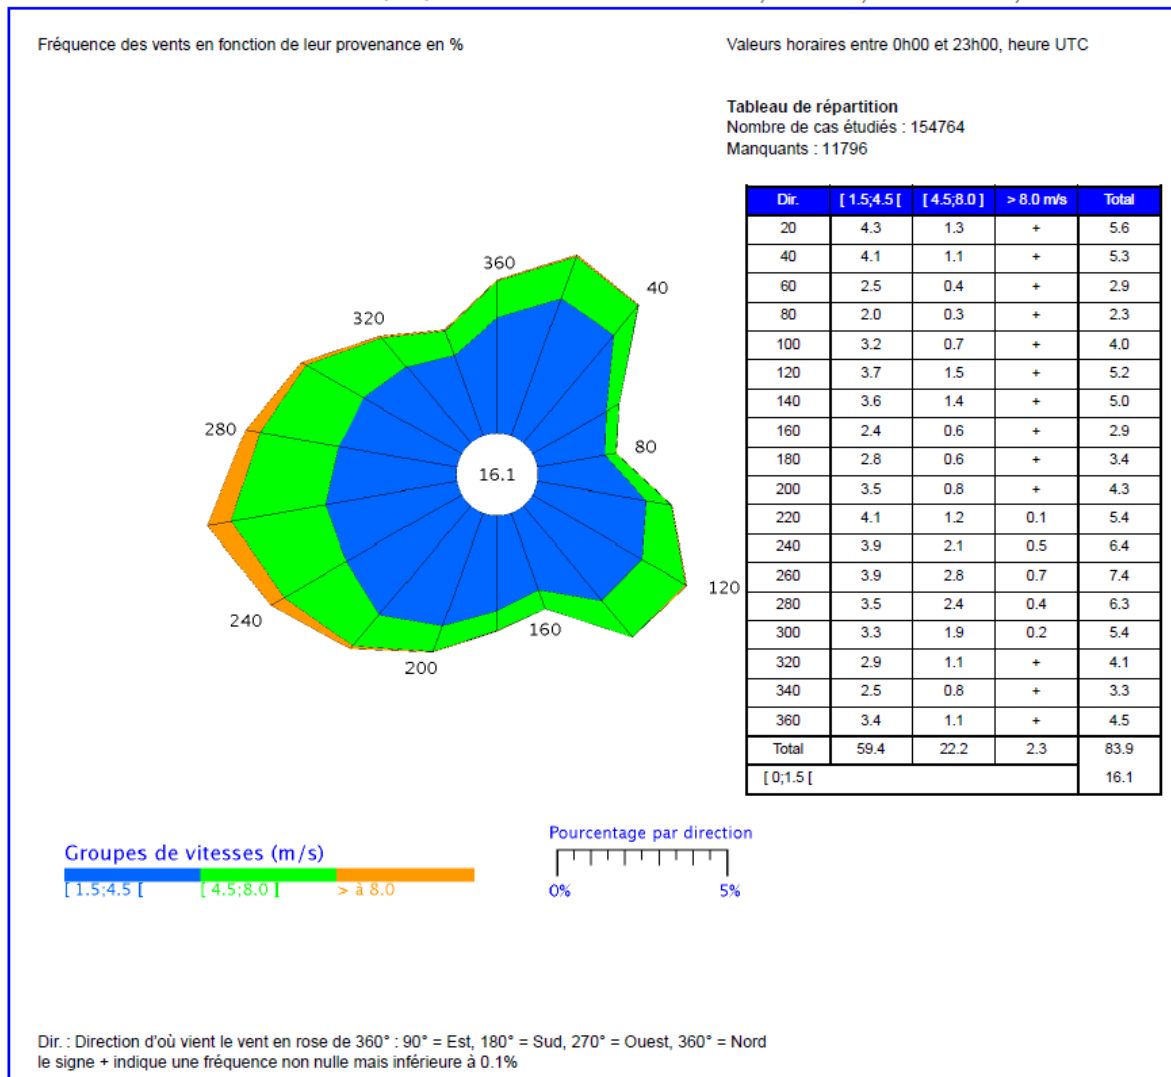 Fréquence des vents en fonction de leur provenance en %
Valeurs horaires entre 0h00 et 23h00, heure UTC
Tableau de répartition
Nombre de cas étudiés : 154764
Manquants : 11796
360
40
320
280
80
16.1
120
240
160
200
Dir. [ 1.5;4.5 [ [ 4.5;8.0 ] > 8.0 m/s Total
20 4.3 1.3 + 5.6
40 4.1 1.1 + 5.3
60 2.5 0.4 + 2.9
80 2.0 0.3 + 2.3
100 3.2 0.7 + 4.0
120 3.7 1.5 + 5.2
140 3.6 1.4 + 5.0
160 2.4 0.6 + 2.9
180 2.8 0.6 + 3.4
200 3.5 0.8 + 4.3
220 4.1 1.2 0.1 5.4
240 3.9 2.1 0.5 6.4
260 3.9 2.8 0.7 7.4
280 3.5 2.4 0.4 6.3
300 3.3 1.9 0.2 5.4
320 2.9 1.1 + 4.1
340 2.5 0.8 + 3.3
360 3.4 1.1 + 4.5
Total 59.4 22.2 2.3 83.9
[ 0;1.5 [ 16.1
Groupes de vitesses (m/s)
[ 1.5;4.5 [ [ 4.5;8.0 ] > à 8.0
Pourcentage par direction
0% 5%
Dir. : Direction d'où vient le vent en rose de 360° : 90° = Est, 180° = Sud, 270° = Ouest, 360° = Nord
le signe + indique une fréquence non nulle mais inférieure à 0.1%